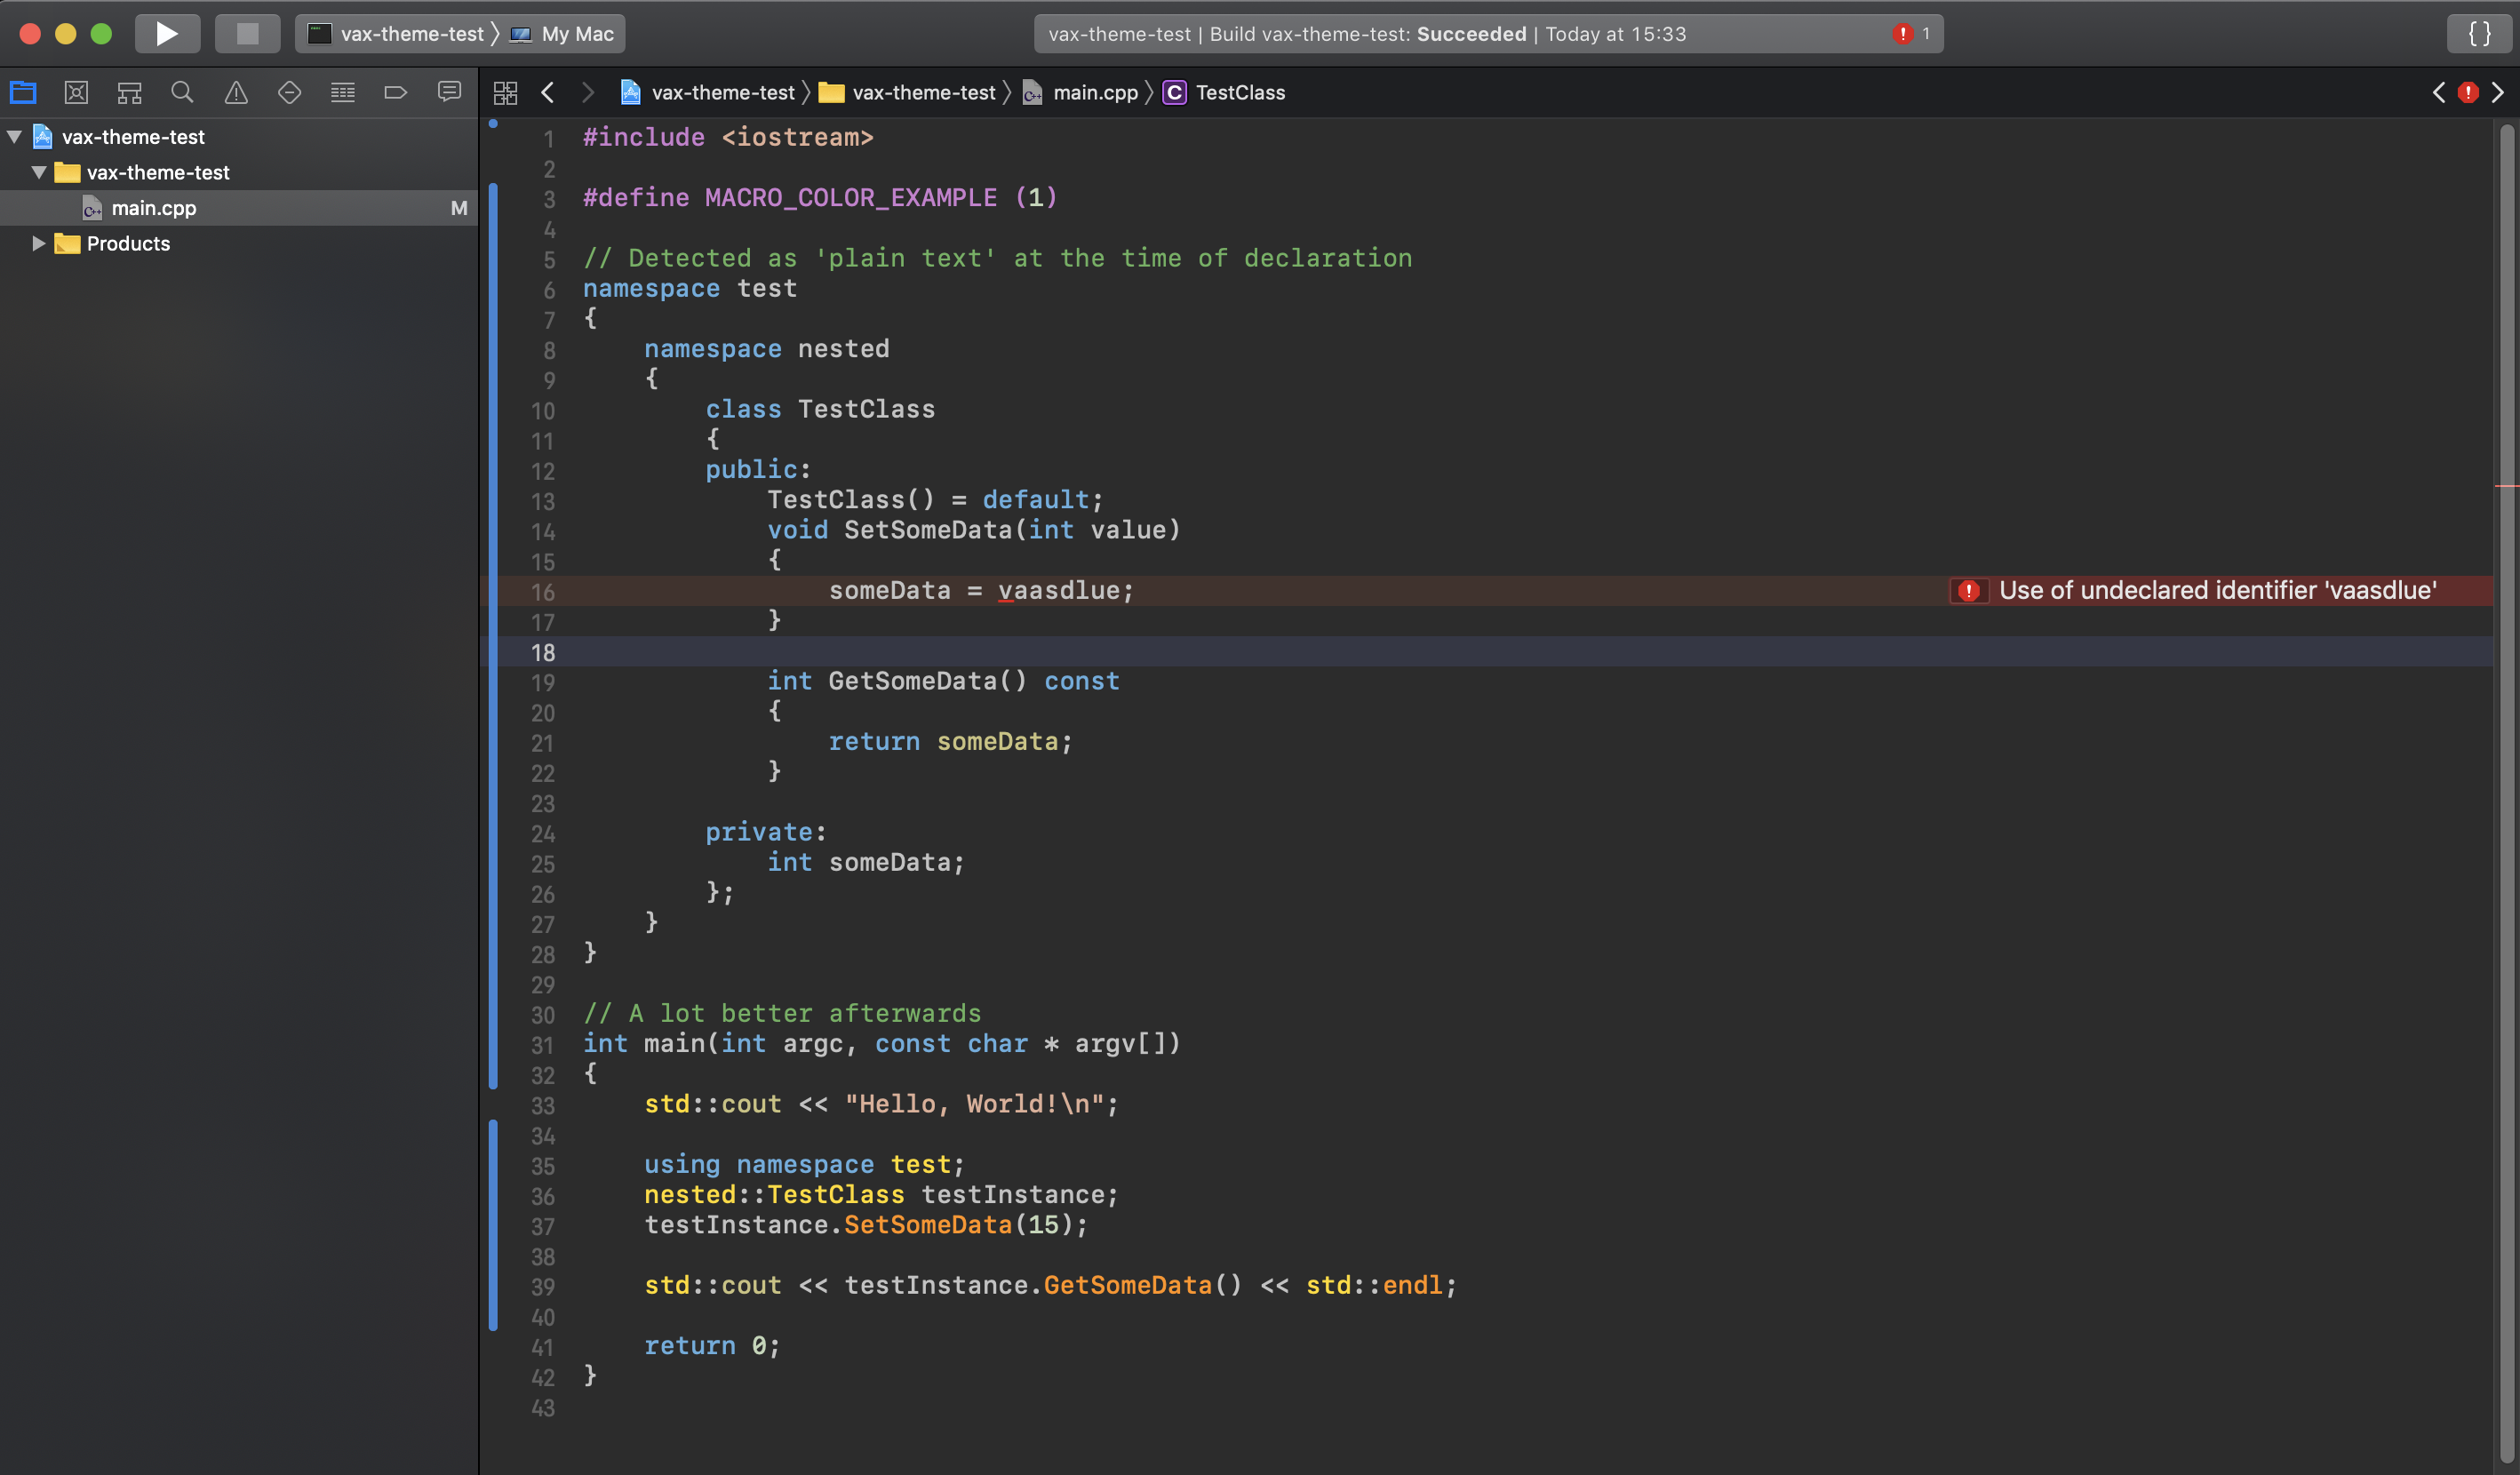 vax-theme-test 〉 My Mac
vax-theme-test | Build vax-theme-test: Succeeded | Today at 15:33
! 1
{ }
vax-theme-test 〉 vax-theme-test 〉 main.cpp 〉 C TestClass
vax-theme-test
vax-theme-test
main.cpp M
Products
1 #include <iostream>
2
3 #define MACRO_COLOR_EXAMPLE (1)
4
5 // Detected as 'plain text' at the time of declaration
6 namespace test
7 {
8     namespace nested
9     {
10         class TestClass
11         {
12         public:
13             TestClass() = default;
14             void SetSomeData(int value)
15             {
16                 someData = vaasdlue; ! Use of undeclared identifier 'vaasdlue'
17             }
18
19             int GetSomeData() const
20             {
21                 return someData;
22             }
23
24         private:
25             int someData;
26         };
27     }
28 }
29
30 // A lot better afterwards
31 int main(int argc, const char * argv[])
32 {
33     std::cout << "Hello, World!\n";
34
35     using namespace test;
36     nested::TestClass testInstance;
37     testInstance.SetSomeData(15);
38
39     std::cout << testInstance.GetSomeData() << std::endl;
40
41     return 0;
42 }
43